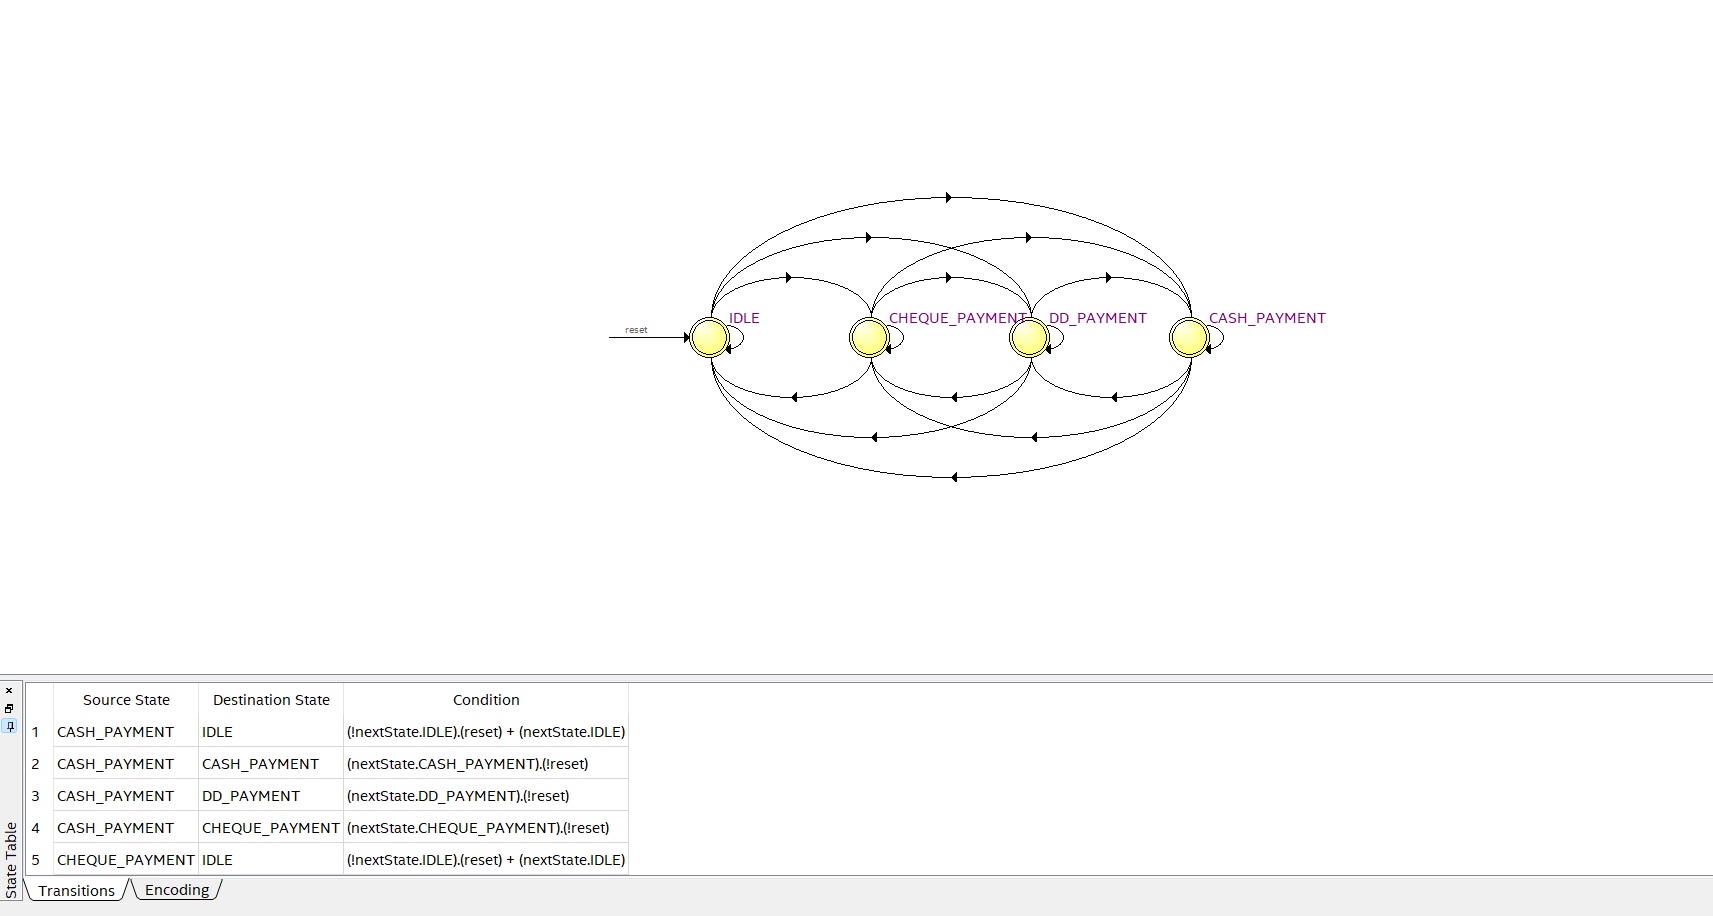 reset
IDLE
CHEQUE_PAYMENT
DD_PAYMENT
CASH_PAYMENT
State Table
Source State Destination State Condition
1 CASH_PAYMENT IDLE (!nextState.IDLE).(reset) + (nextState.IDLE)
2 CASH_PAYMENT CASH_PAYMENT (nextState.CASH_PAYMENT).(!reset)
3 CASH_PAYMENT DD_PAYMENT (nextState.DD_PAYMENT).(!reset)
4 CASH_PAYMENT CHEQUE_PAYMENT (nextState.CHEQUE_PAYMENT).(!reset)
5 CHEQUE_PAYMENT IDLE (!nextState.IDLE).(reset) + (nextState.IDLE)
Transitions Encoding